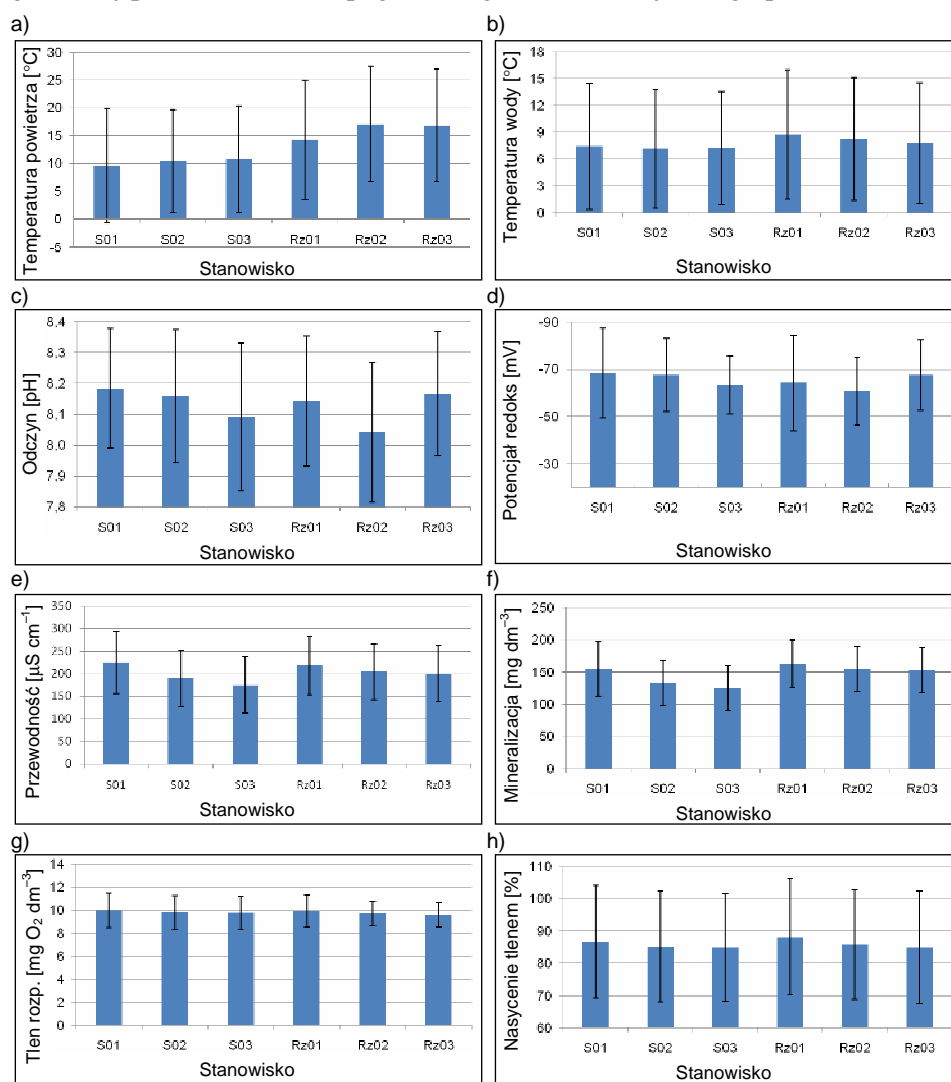 a)
Temperatura powietrza [°C]
30
25
20
15
10
5
0
-5
S01 S02 S03 Rz01 Rz02 Rz03
Stanowisko
b)
Temperatura wody [°C]
18
15
12
9
6
3
0
S01 S02 S03 Rz01 Rz02 Rz03
Stanowisko
c)
Odczyn [pH]
8,4
8,3
8,2
8,1
8,0
7,9
7,8
S01 S02 S03 Rz01 Rz02 Rz03
Stanowisko
d)
Potencjał redoks [mV]
-90
-70
-50
-30
S01 S02 S03 Rz01 Rz02 Rz03
Stanowisko
e)
Przewodność [µS cm⁻¹]
350
300
250
200
150
100
50
0
S01 S02 S03 Rz01 Rz02 Rz03
Stanowisko
f)
Mineralizacja [mg dm⁻³]
250
200
150
100
50
0
S01 S02 S03 Rz01 Rz02 Rz03
Stanowisko
g)
Tlen rozp. [mg O₂ dm⁻³]
14
12
10
8
6
4
2
0
S01 S02 S03 Rz01 Rz02 Rz03
Stanowisko
h)
Nasycenie tlenem [%]
110
100
90
80
70
60
S01 S02 S03 Rz01 Rz02 Rz03
Stanowisko